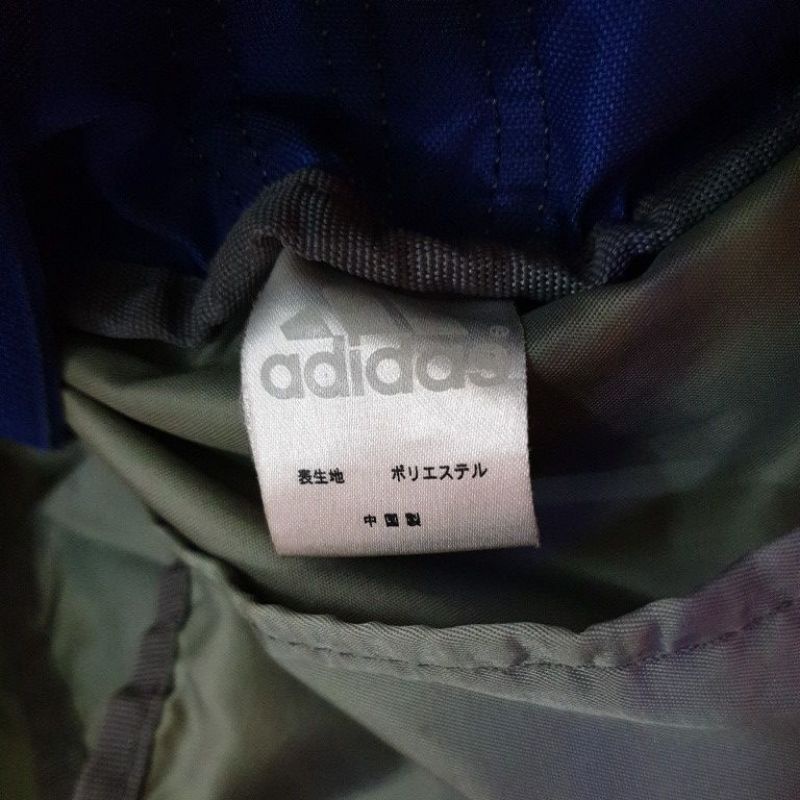 adidas
表生地 ポリエステル
中国製